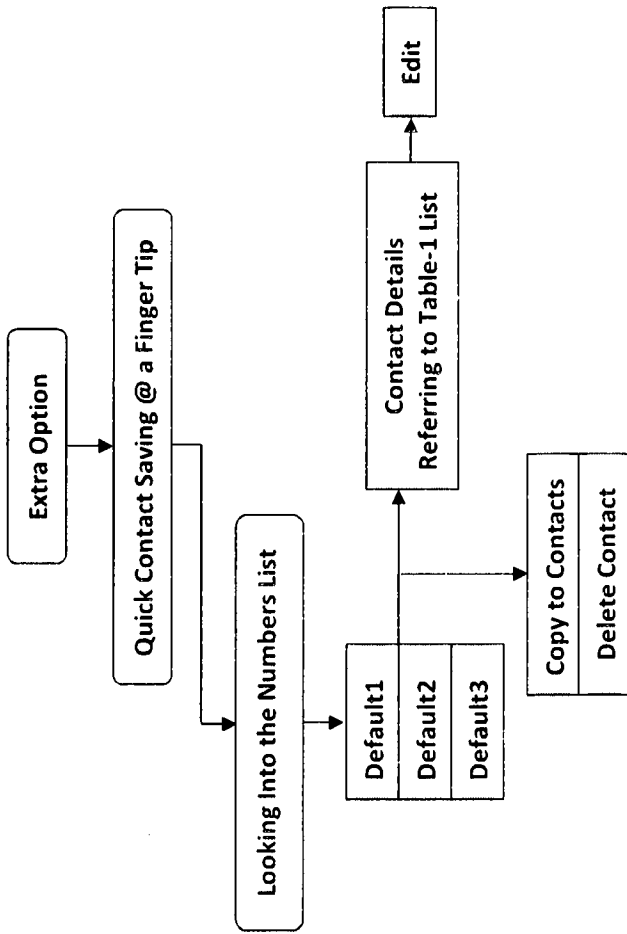 Extra Option
Quick Contact Saving @ a Finger Tip
Looking Into the Numbers List
Default1
Default2
Default3
Contact Details
Referring to Table-1 List
Edit
Copy to Contacts
Delete Contact